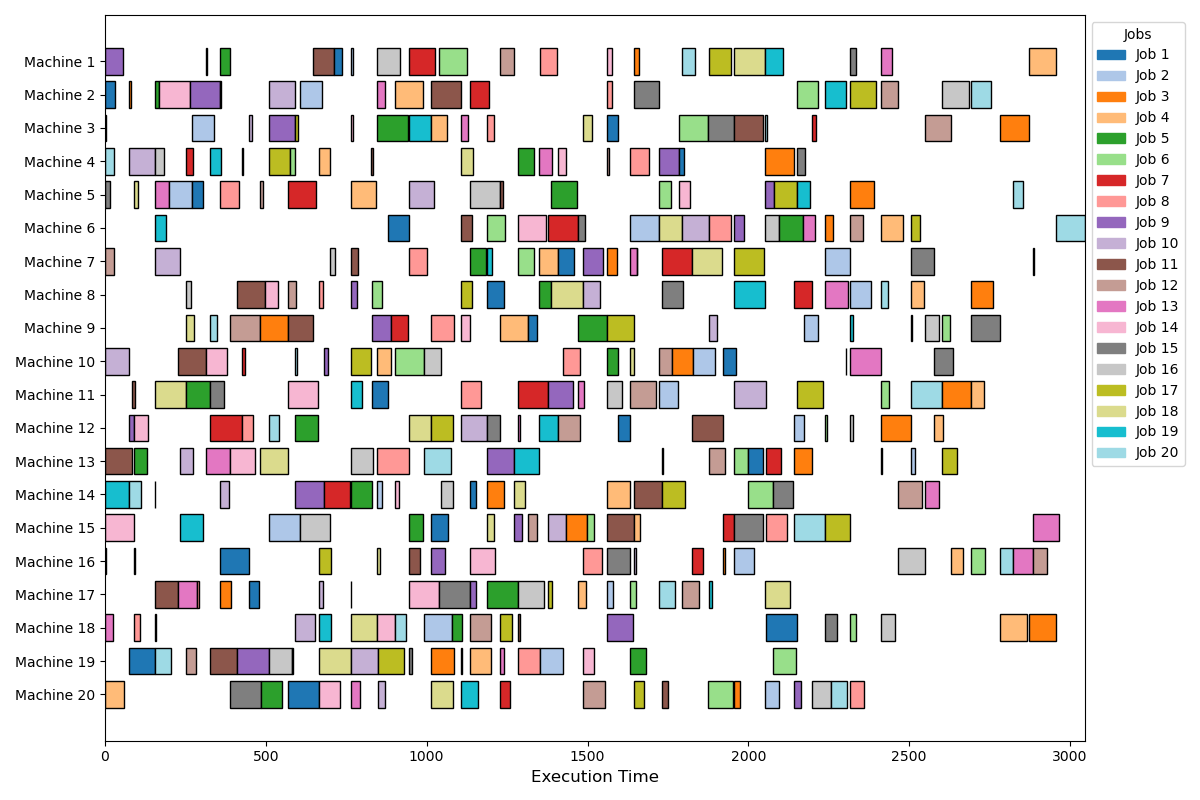 Machine 1
Machine 2
Machine 3
Machine 4
Machine 5
Machine 6
Machine 7
Machine 8
Machine 9
Machine 10
Machine 11
Machine 12
Machine 13
Machine 14
Machine 15
Machine 16
Machine 17
Machine 18
Machine 19
Machine 20
0 500 1000 1500 2000 2500 3000
Execution Time
Jobs
Job 1
Job 2
Job 3
Job 4
Job 5
Job 6
Job 7
Job 8
Job 9
Job 10
Job 11
Job 12
Job 13
Job 14
Job 15
Job 16
Job 17
Job 18
Job 19
Job 20